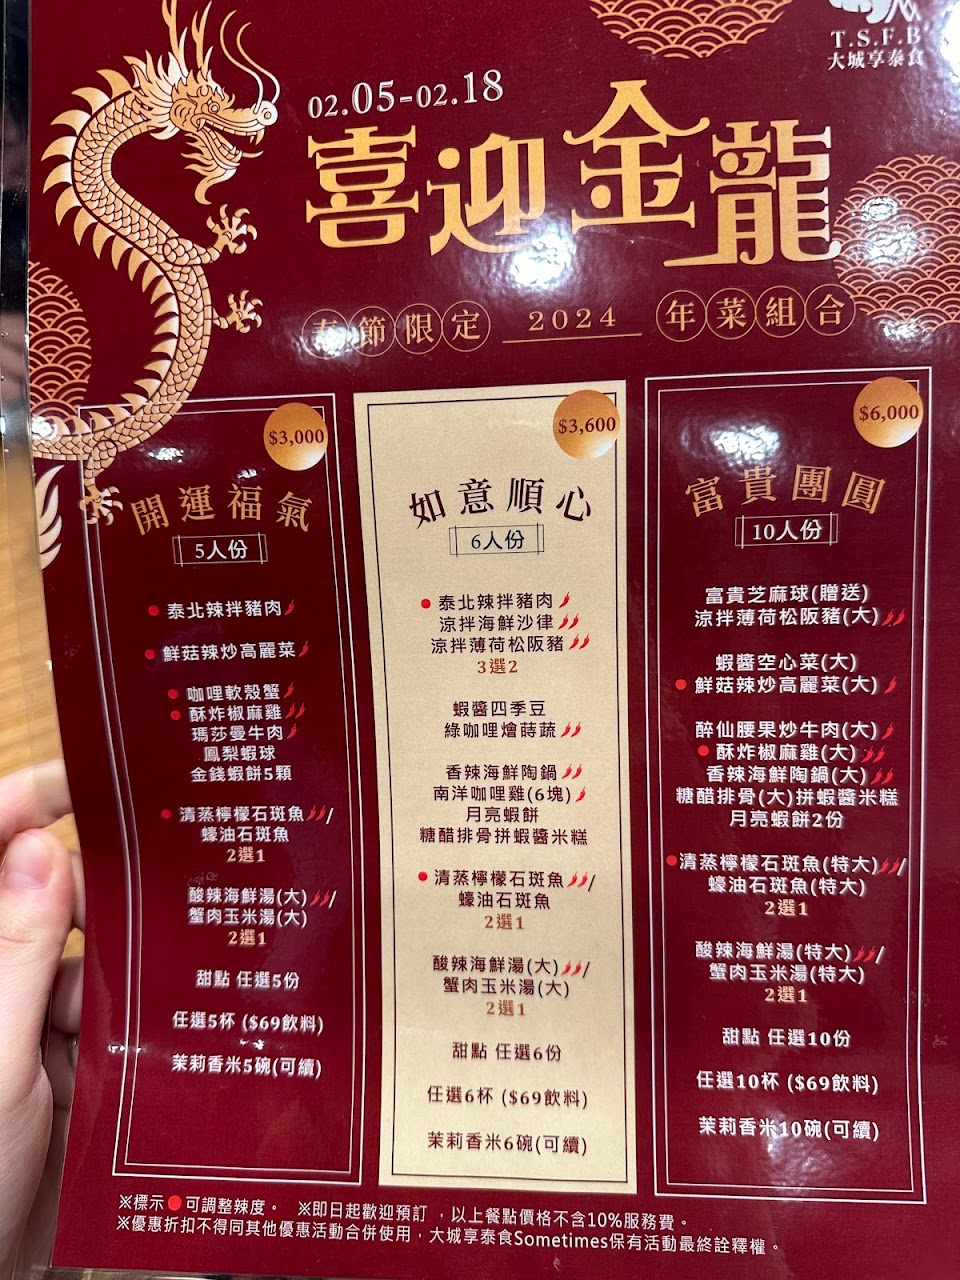 T.S.F.B
大城享泰食
02.05-02.18
喜迎金龍
春節限定 2024 年菜組合
$3,000
開運福氣
5人份
泰北辣拌豬肉
鮮菇辣炒高麗菜
咖哩軟殼蟹
酥炸椒麻雞
瑪莎曼牛肉
鳳梨蝦球
金錢蝦餅5顆
清蒸檸檬石斑魚/
蠔油石斑魚
2選1
酸辣海鮮湯(大)/
蟹肉玉米湯(大)
2選1
甜點 任選5份
任選5杯 ($69飲料)
茉莉香米5碗(可續)
$3,600
如意順心
6人份
泰北辣拌豬肉
涼拌海鮮沙律
涼拌薄荷松阪豬
3選2
蝦醬四季豆
綠咖哩燴蒔蔬
香辣海鮮陶鍋
南洋咖哩雞(6塊)
月亮蝦餅
糖醋排骨拼蝦醬米糕
清蒸檸檬石斑魚/
蠔油石斑魚
2選1
酸辣海鮮湯(大)/
蟹肉玉米湯(大)
2選1
甜點 任選6份
任選6杯 ($69飲料)
茉莉香米6碗(可續)
$6,000
富貴團圓
10人份
富貴芝麻球(贈送)
涼拌薄荷松阪豬(大)
蝦醬空心菜(大)
鮮菇辣炒高麗菜(大)
醉仙腰果炒牛肉(大)
酥炸椒麻雞(大)
香辣海鮮陶鍋(大)
糖醋排骨(大)拼蝦醬米糕
月亮蝦餅2份
清蒸檸檬石斑魚(特大)/
蠔油石斑魚(特大)
2選1
酸辣海鮮湯(特大)/
蟹肉玉米湯(特大)
2選1
甜點 任選10份
任選10杯 ($69飲料)
茉莉香米10碗(可續)
※標示●可調整辣度。 ※即日起歡迎預訂，以上餐點價格不含10%服務費。
※優惠折扣不得同其他優惠活動合併使用，大城享泰食Sometimes保有活動最終詮釋權。